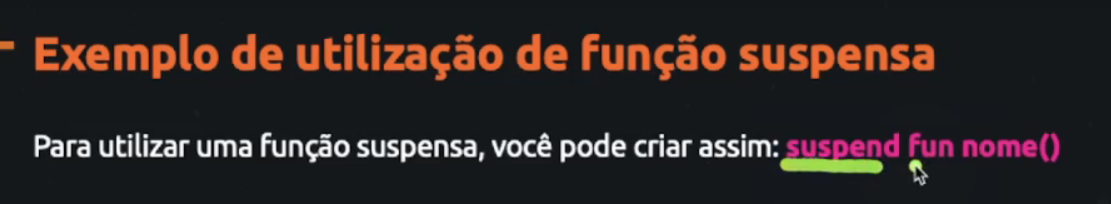 Exemplo de utilização de função suspensa
Para utilizar uma função suspensa, você pode criar assim: suspend fun nome()